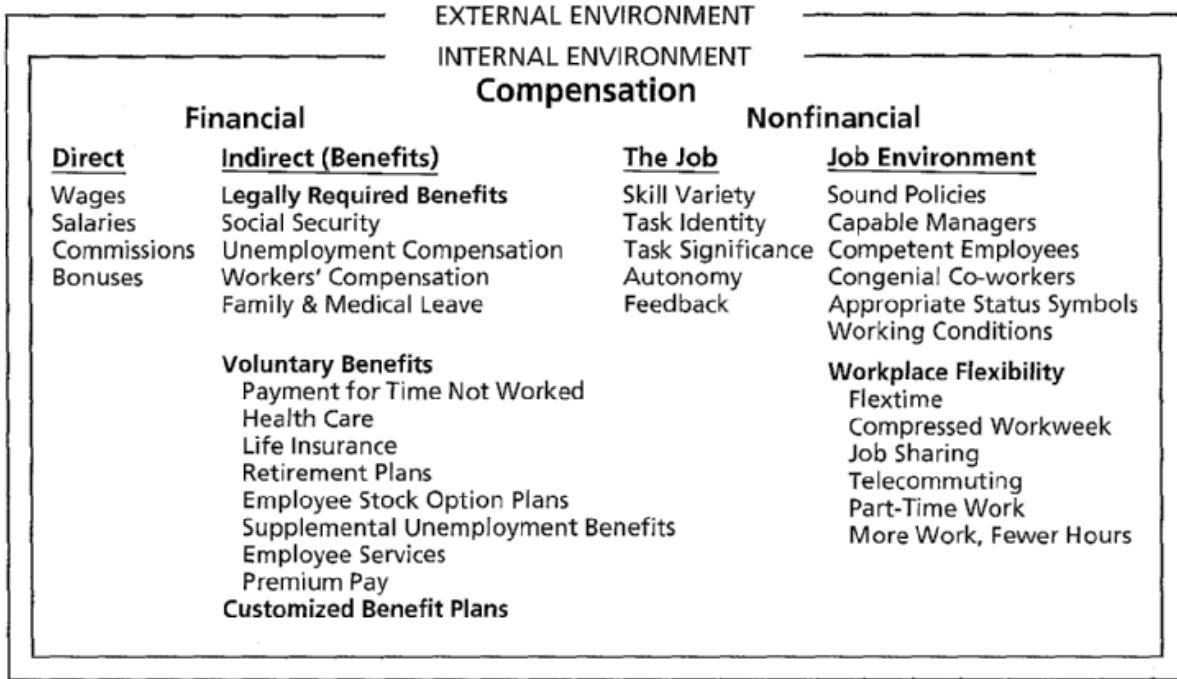 EXTERNAL ENVIRONMENT
INTERNAL ENVIRONMENT
Compensation
Financial
Nonfinancial
Direct
Wages
Salaries
Commissions
Bonuses
Indirect (Benefits)
Legally Required Benefits
Social Security
Unemployment Compensation
Workers' Compensation
Family & Medical Leave
Voluntary Benefits
Payment for Time Not Worked
Health Care
Life Insurance
Retirement Plans
Employee Stock Option Plans
Supplemental Unemployment Benefits
Employee Services
Premium Pay
Customized Benefit Plans
The Job
Skill Variety
Task Identity
Task Significance
Autonomy
Feedback
Job Environment
Sound Policies
Capable Managers
Competent Employees
Congenial Co-workers
Appropriate Status Symbols
Working Conditions
Workplace Flexibility
Flextime
Compressed Workweek
Job Sharing
Telecommuting
Part-Time Work
More Work, Fewer Hours